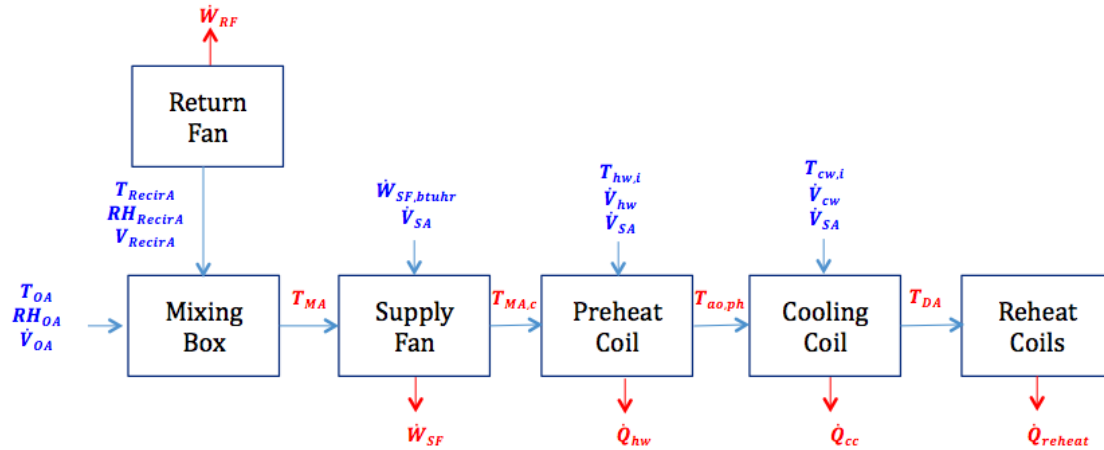 Ẇ_RF
Return
Fan
T_RecirA
RH_RecirA
V̇_RecirA
Ẇ_SF,btuhr
V̇_SA
T_hw,i
V̇_hw
V̇_SA
T_cw,i
V̇_cw
V̇_SA
T_OA
RH_OA
V̇_OA
Mixing
Box
T_MA
Supply
Fan
T_MA,c
Preheat
Coil
T_ao,ph
Cooling
Coil
T_DA
Reheat
Coils
Ẇ_SF
Q̇_hw
Q̇_cc
Q̇_reheat